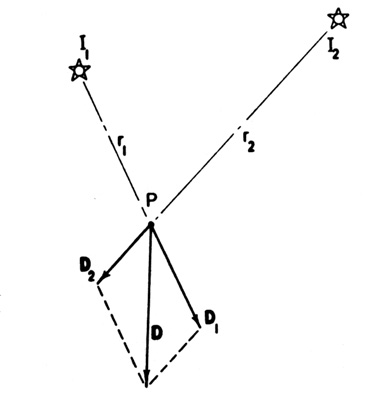 I₁
I₂
r₁
r₂
P
D₂
D
D₁